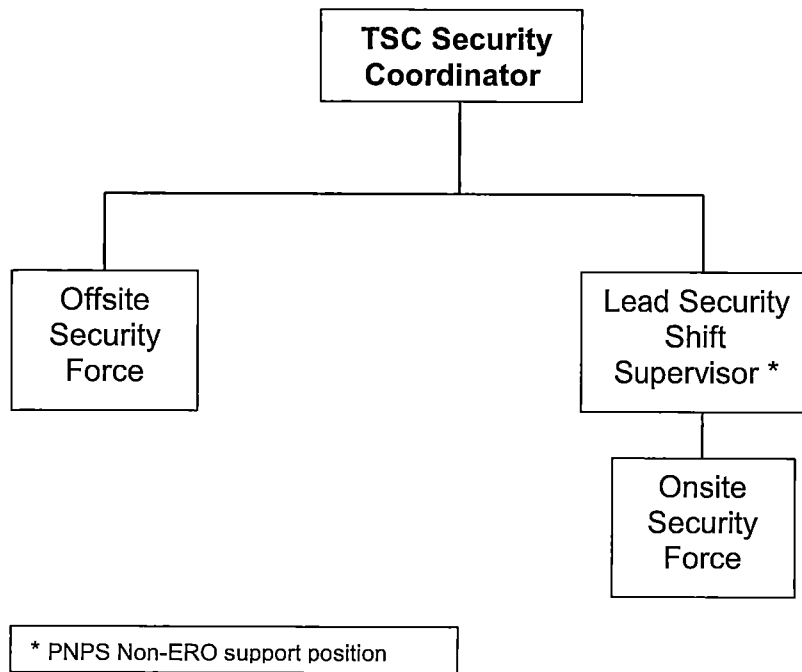 TSC Security
Coordinator
Offsite
Security
Force
Lead Security
Shift
Supervisor *
Onsite
Security
Force
* PNPS Non-ERO support position